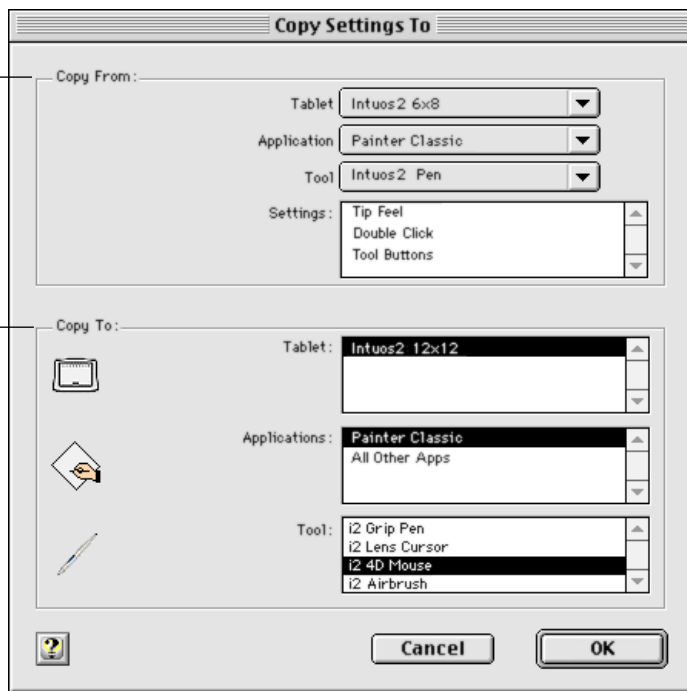 Copy Settings To
Copy From:
Tablet Intuos2 6x8
Application Painter Classic
Tool Intuos2 Pen
Settings: Tip Feel
Double Click
Tool Buttons
Copy To:
Tablet: Intuos2 12x12
Applications: Painter Classic
All Other Apps
Tool: i2 Grip Pen
i2 Lens Cursor
i2 4D Mouse
i2 Airbrush
? Cancel OK